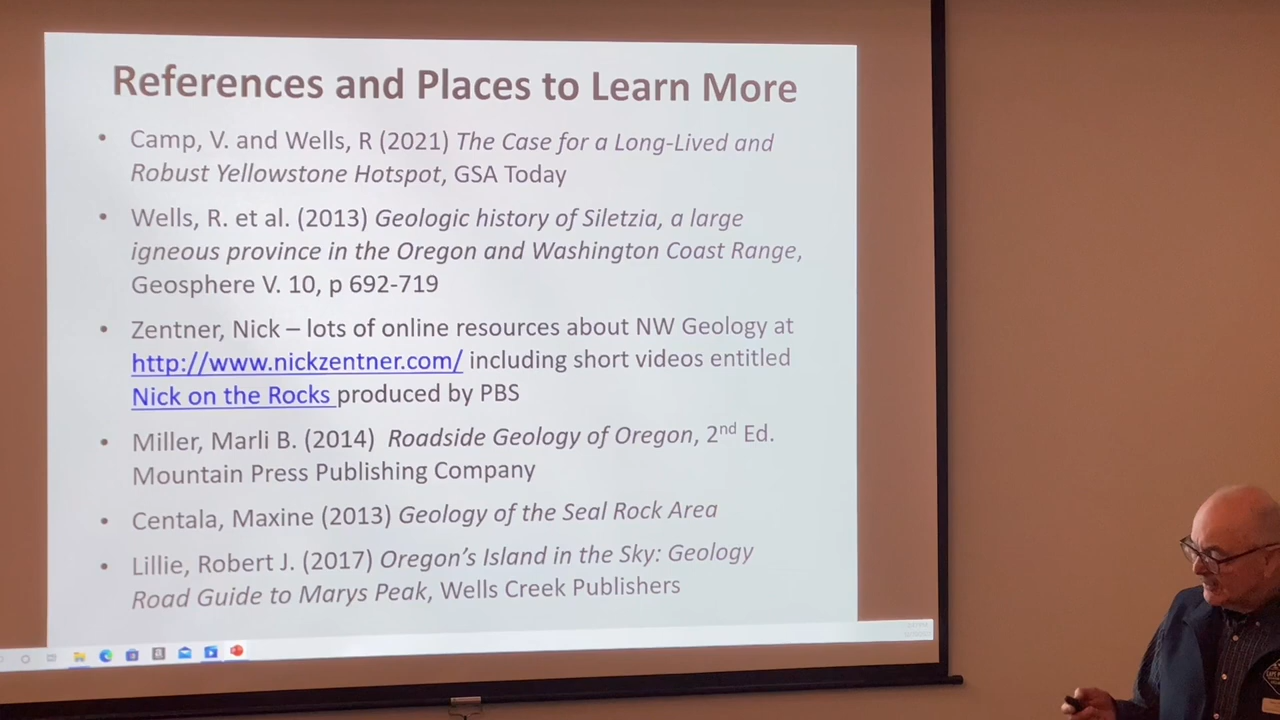 References and Places to Learn More
• Camp, V. and Wells, R (2021) The Case for a Long-Lived and
Robust Yellowstone Hotspot, GSA Today
• Wells, R. et al. (2013) Geologic history of Siletzia, a large
igneous province in the Oregon and Washington Coast Range,
Geosphere V. 10, p 692-719
• Zentner, Nick – lots of online resources about NW Geology at
http://www.nickzentner.com/ including short videos entitled
Nick on the Rocks produced by PBS
• Miller, Marli B. (2014) Roadside Geology of Oregon, 2nd Ed.
Mountain Press Publishing Company
• Centala, Maxine (2013) Geology of the Seal Rock Area
• Lillie, Robert J. (2017) Oregon's Island in the Sky: Geology
Road Guide to Marys Peak, Wells Creek Publishers